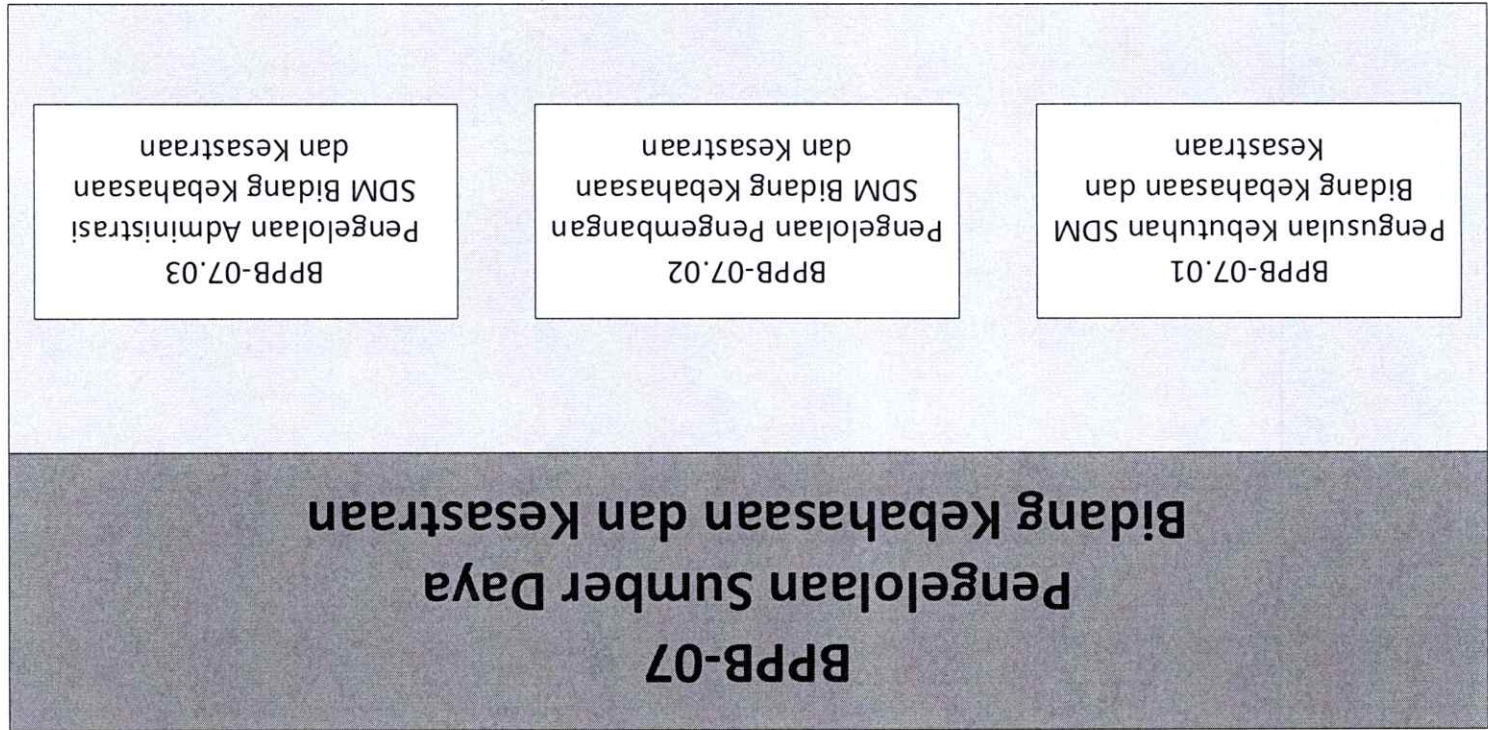 BPPB-07
Pengelolaan Sumber Daya
Bidang Kebahasaan dan Kesastraan
BPPB-07.01
Pengusulan Kebutuhan SDM
Bidang Kebahasaan dan
Kesastraan
BPPB-07.02
Pengelolaan Pengembangan
SDM Bidang Kebahasaan
dan Kesastraan
BPPB-07.03
Pengelolaan Administrasi
SDM Bidang Kebahasaan
dan Kesastraan